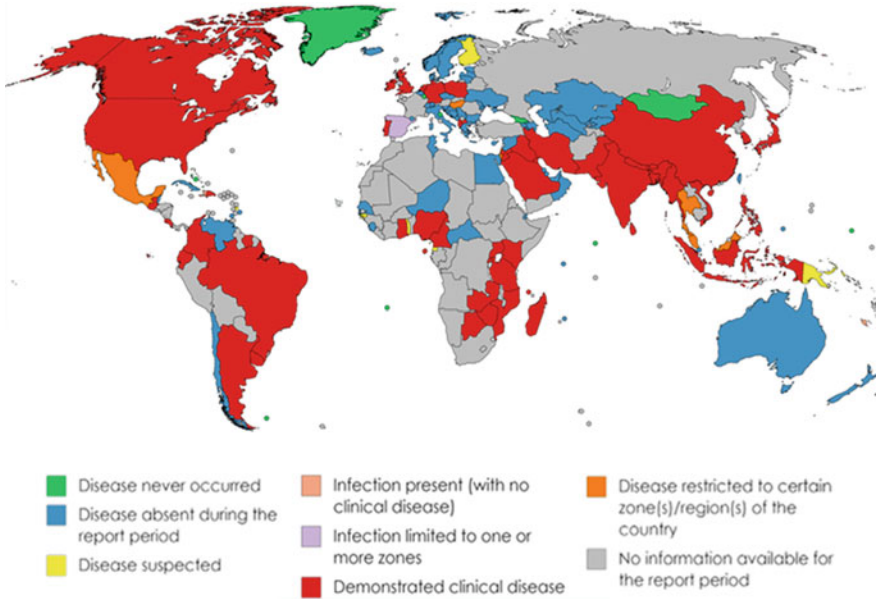 Disease never occurred
Disease absent during the
report period
Disease suspected
Infection present (with no
clinical disease)
Infection limited to one or
more zones
Demonstrated clinical disease
Disease restricted to certain
zone(s)/region(s) of the
country
No information available for
the report period